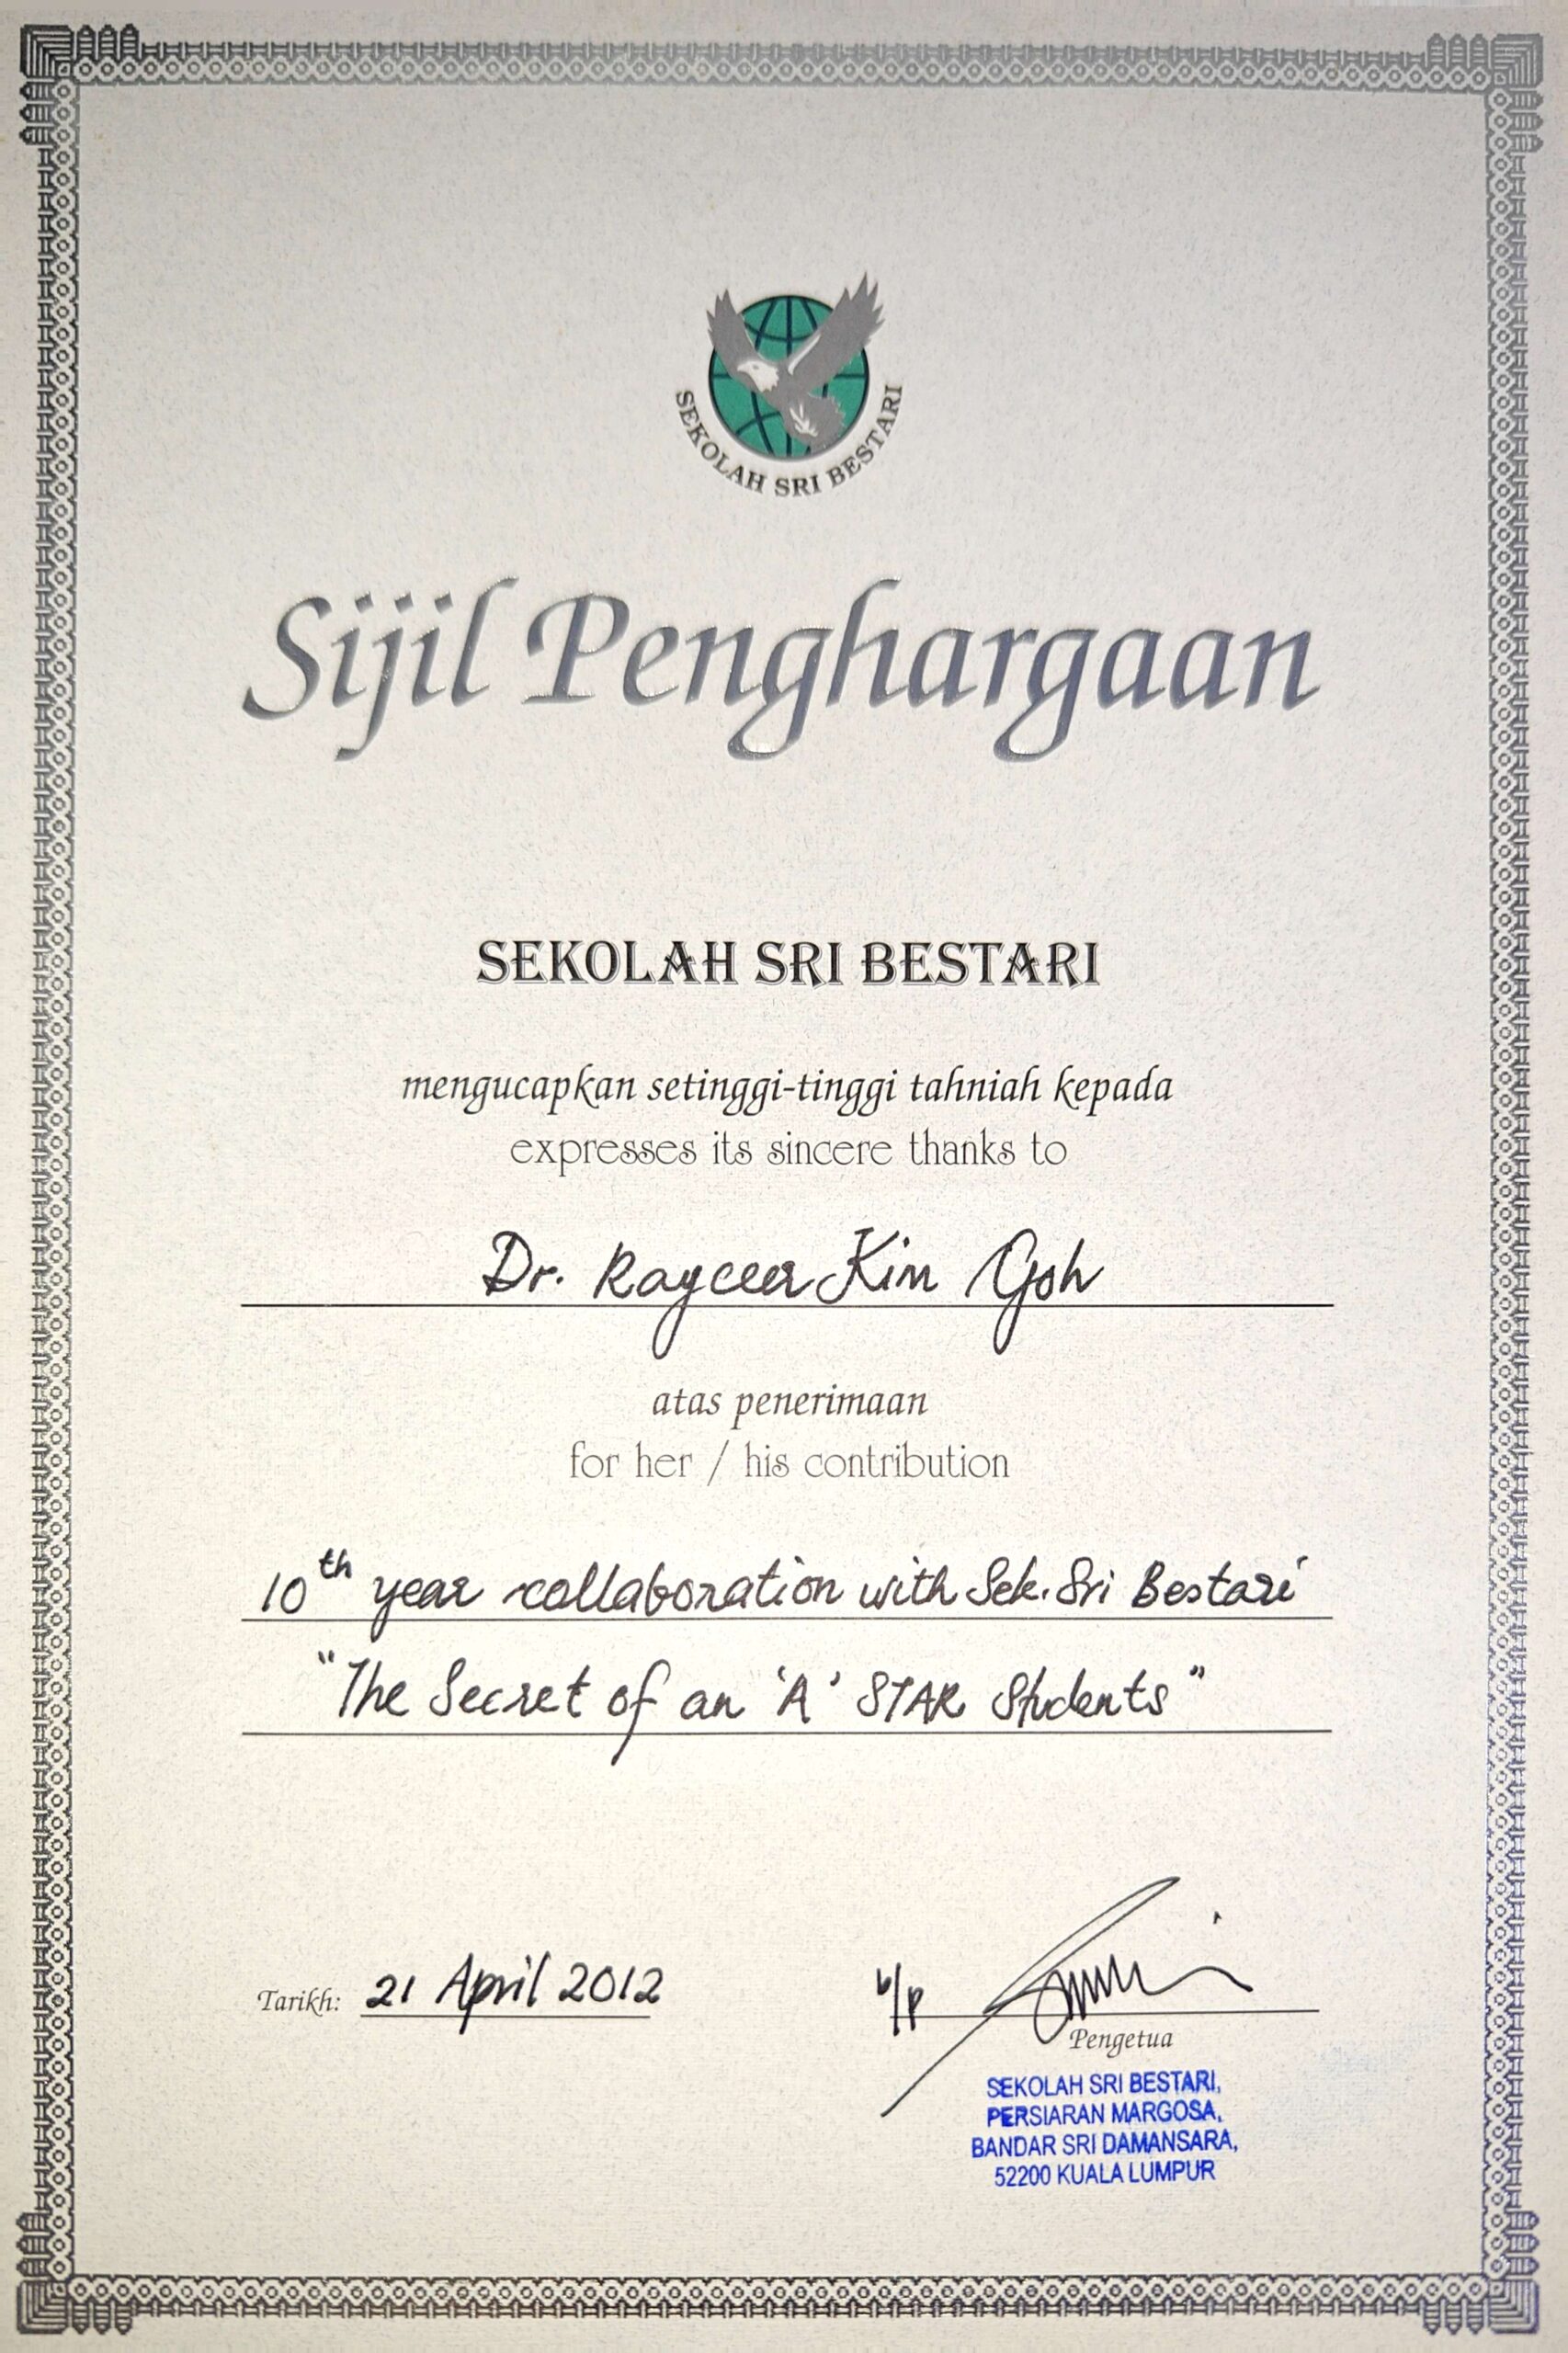 SEKOLAH SRI BESTARI
Sijil Penghargaan
SEKOLAH SRI BESTARI
mengucapkan setinggi-tinggi tahniah kepada
expresses its sincere thanks to
Dr. Rayceer Kim Goh
atas penerimaan
for her / his contribution
10th year collaboration with Sek. Sri Bestari
"The Secret of an 'A' STAR Students"
Tarikh: 21 April 2012
b/p
Pengetua
SEKOLAH SRI BESTARI,
PERSIARAN MARGOSA,
BANDAR SRI DAMANSARA,
52200 KUALA LUMPUR